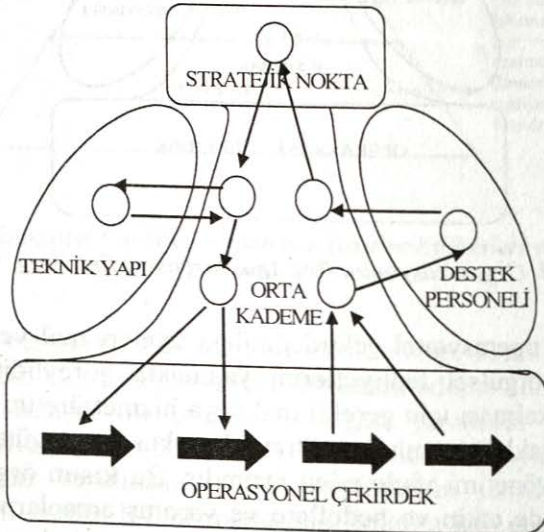 STRATEJİK NOKTA
TEKNİK YAPI
ORTA
KADEME
DESTEK
PERSONELİ
OPERASYONEL ÇEKİRDEK